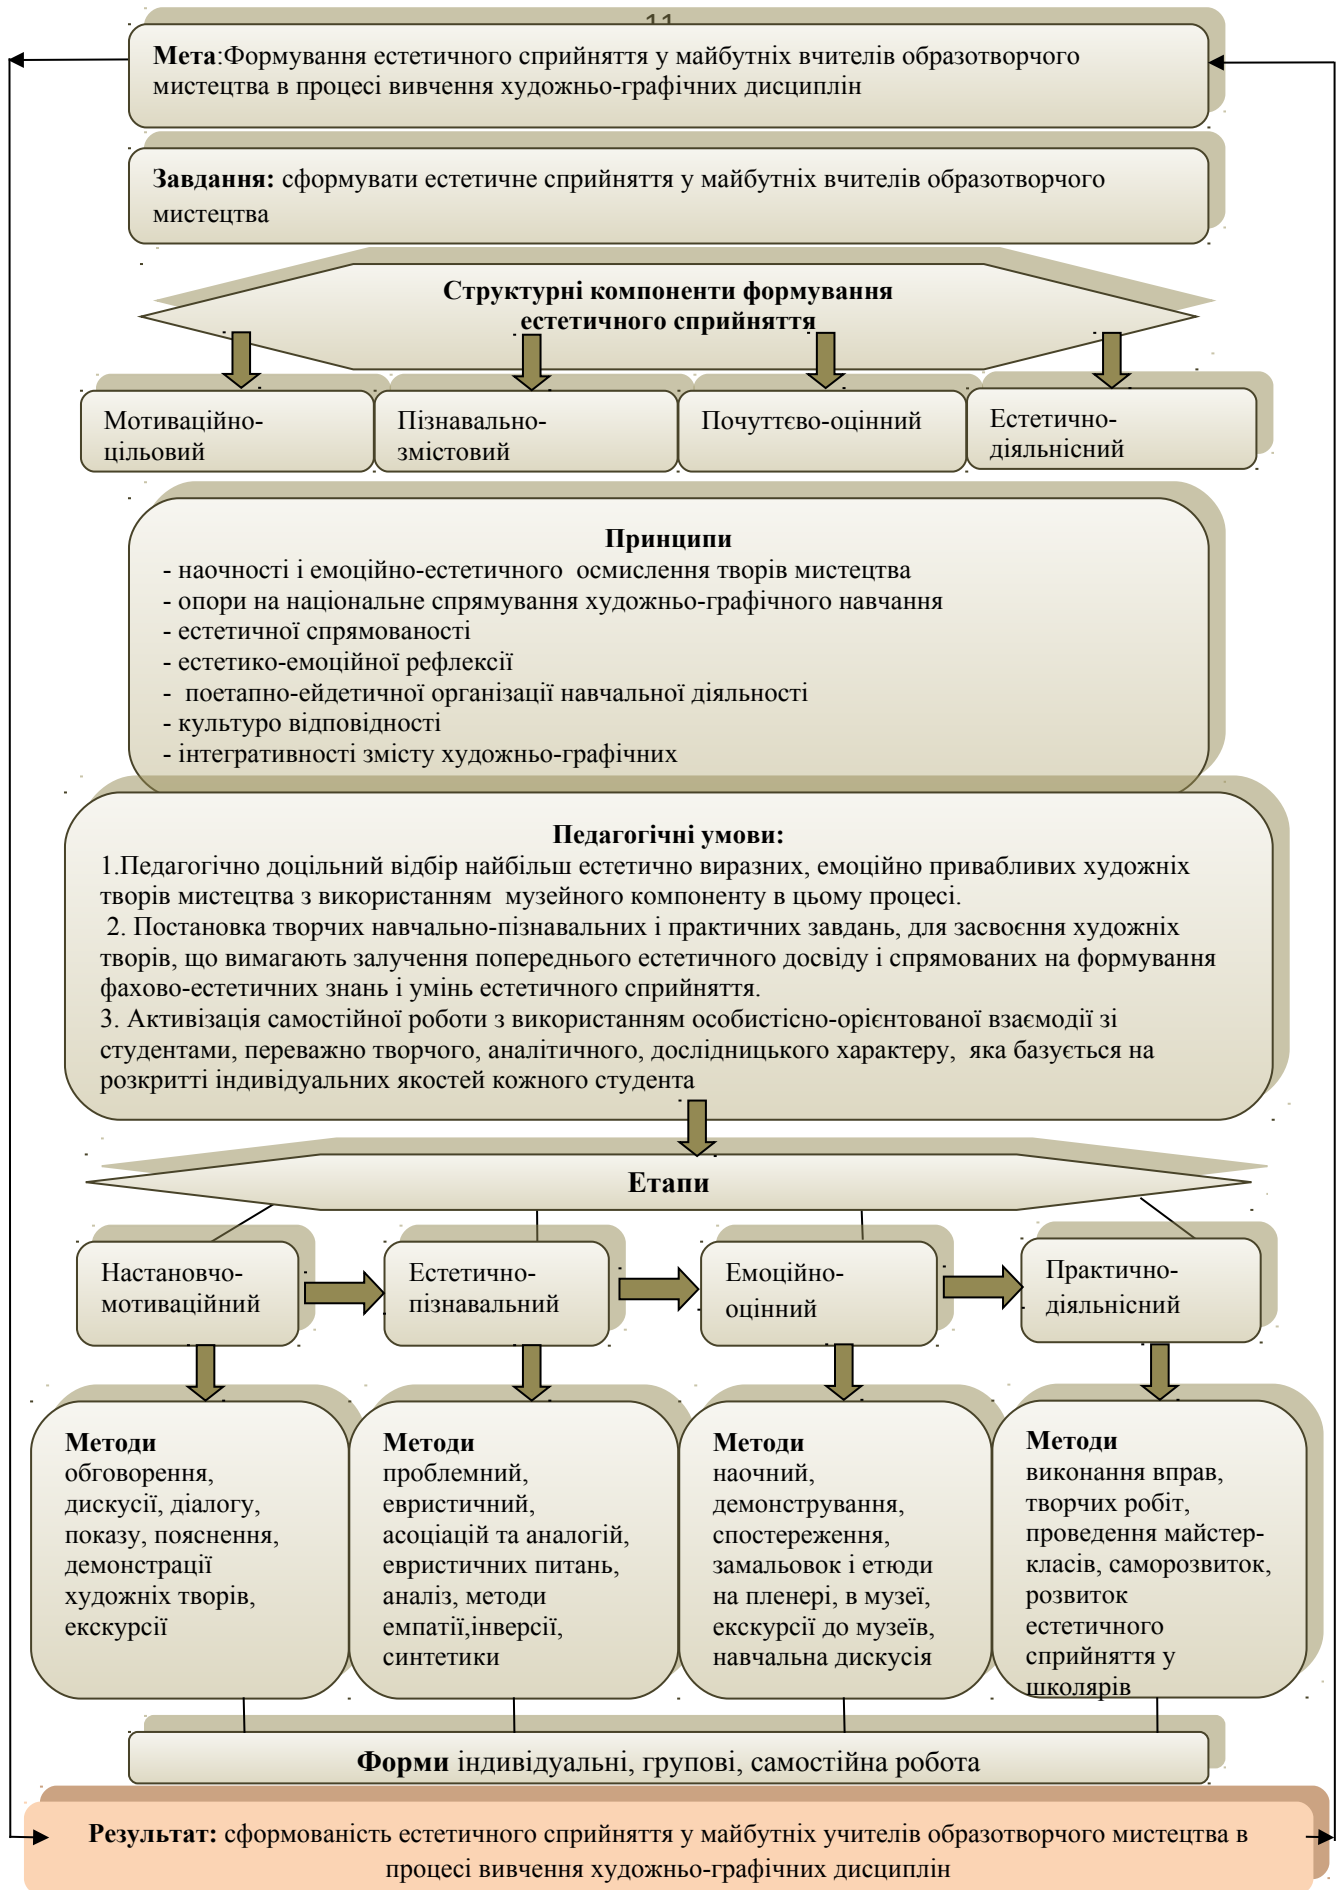 11
Мета:Формування естетичного сприйняття у майбутніх вчителів образотворчого
мистецтва в процесі вивчення художньо-графічних дисциплін
Завдання: сформувати естетичне сприйняття у майбутніх вчителів образотворчого
мистецтва
Структурні компоненти формування
естетичного сприйняття
Мотиваційно-
цільовий
Пізнавально-
змістовий
Почуттєво-оцінний
Естетично-
діяльнісний
Принципи
- наочності і емоційно-естетичного осмислення творів мистецтва
- опори на національне спрямування художньо-графічного навчання
- естетичної спрямованості
- естетико-емоційної рефлексії
- поетапно-ейдетичної організації навчальної діяльності
- культуро відповідності
- інтегративності змісту художньо-графічних
Педагогічні умови:
1.Педагогічно доцільний відбір найбільш естетично виразних, емоційно привабливих художніх
творів мистецтва з використанням музейного компоненту в цьому процесі.
2. Постановка творчих навчально-пізнавальних і практичних завдань, для засвоєння художніх
творів, що вимагають залучення попереднього естетичного досвіду і спрямованих на формування
фахово-естетичних знань і умінь естетичного сприйняття.
3. Активізація самостійної роботи з використанням особистісно-орієнтованої взаємодії зі
студентами, переважно творчого, аналітичного, дослідницького характеру, яка базується на
розкритті індивідуальних якостей кожного студента
Етапи
Настановчо-
мотиваційний
Естетично-
пізнавальний
Емоційно-
оцінний
Практично-
діяльнісний
Методи
обговорення,
дискусії, діалогу,
показу, пояснення,
демонстрації
художніх творів,
екскурсії
Методи
проблемний,
евристичний,
асоціацій та аналогій,
евристичних питань,
аналіз, методи
емпатії,інверсії,
синтетики
Методи
наочний,
демонстрування,
спостереження,
замальовок і етюди
на пленері, в музеї,
екскурсії до музеїв,
навчальна дискусія
Методи
виконання вправ,
творчих робіт,
проведення майстер-
класів, саморозвиток,
розвиток
естетичного
сприйняття у
школярів
Форми індивідуальні, групові, самостійна робота
Результат: сформованість естетичного сприйняття у майбутніх учителів образотворчого мистецтва в
процесі вивчення художньо-графічних дисциплін